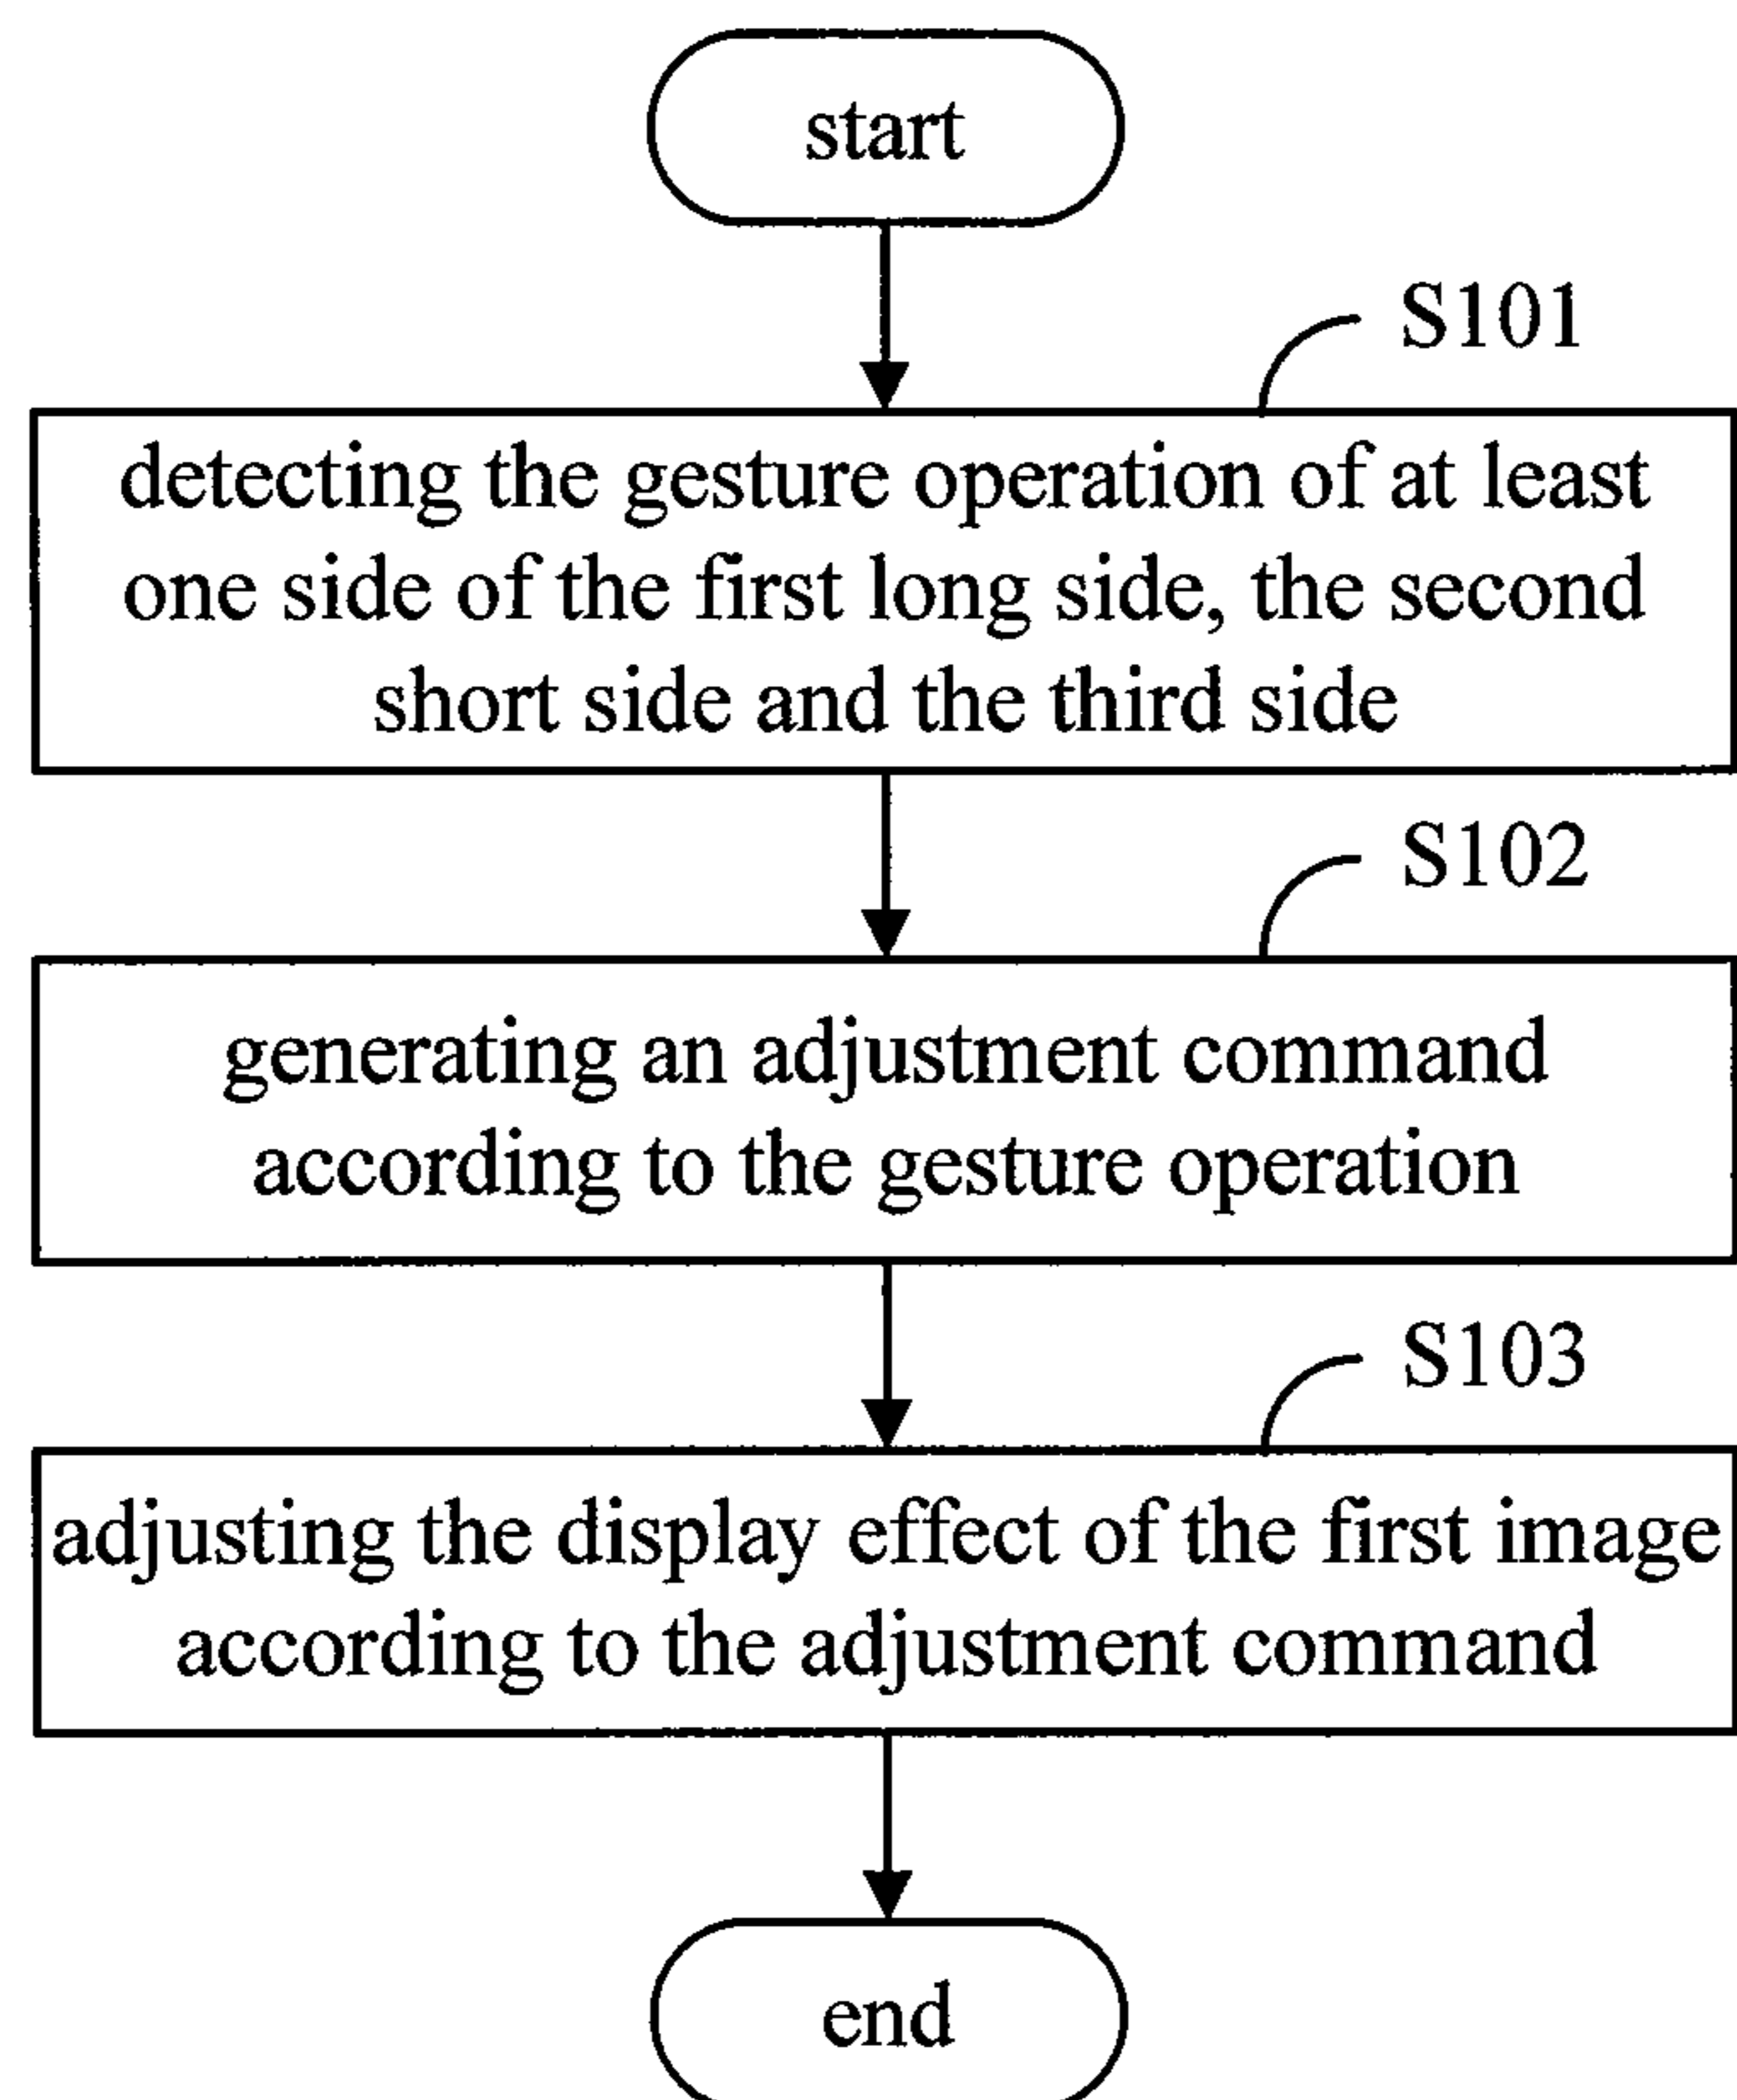 start
S101
detecting the gesture operation of at least
one side of the first long side, the second
short side and the third side
S102
generating an adjustment command
according to the gesture operation
S103
adjusting the display effect of the first image
according to the adjustment command
end